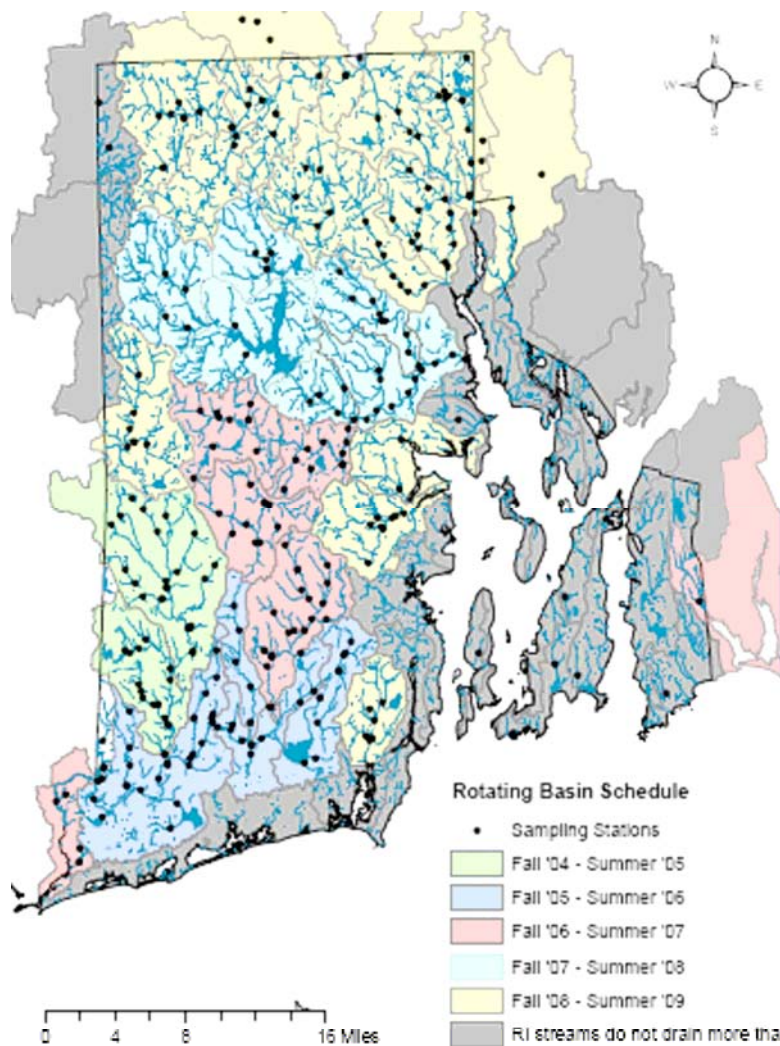 N
W E
S
Rotating Basin Schedule
Sampling Stations
Fall '04 - Summer '05
Fall '05 - Summer '06
Fall '06 - Summer '07
Fall '07 - Summer '08
Fall '08 - Summer '09
RI streams do not drain more tha
0 4 8 16 Miles